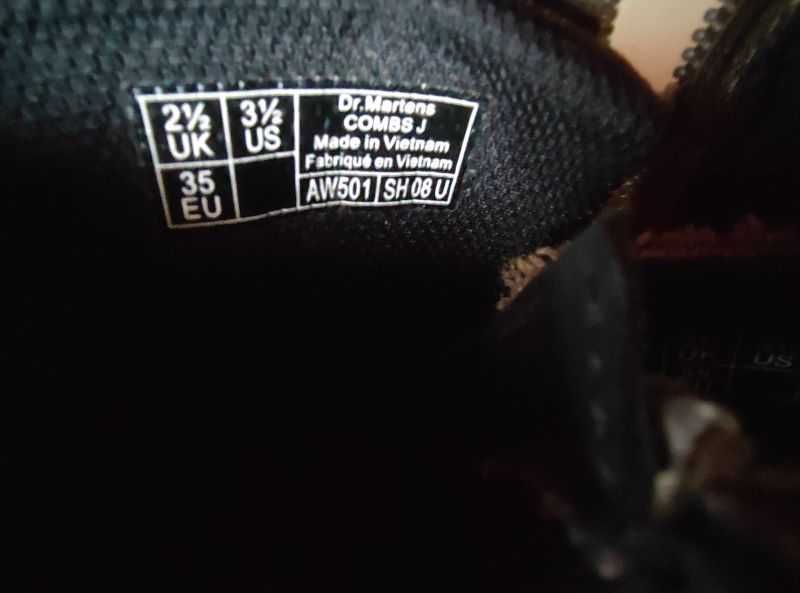 2½
UK
3½
US
35
EU
Dr.Martens
COMBS J
Made in Vietnam
Fabriqué en Vietnam
AW501
SH 08 U
US